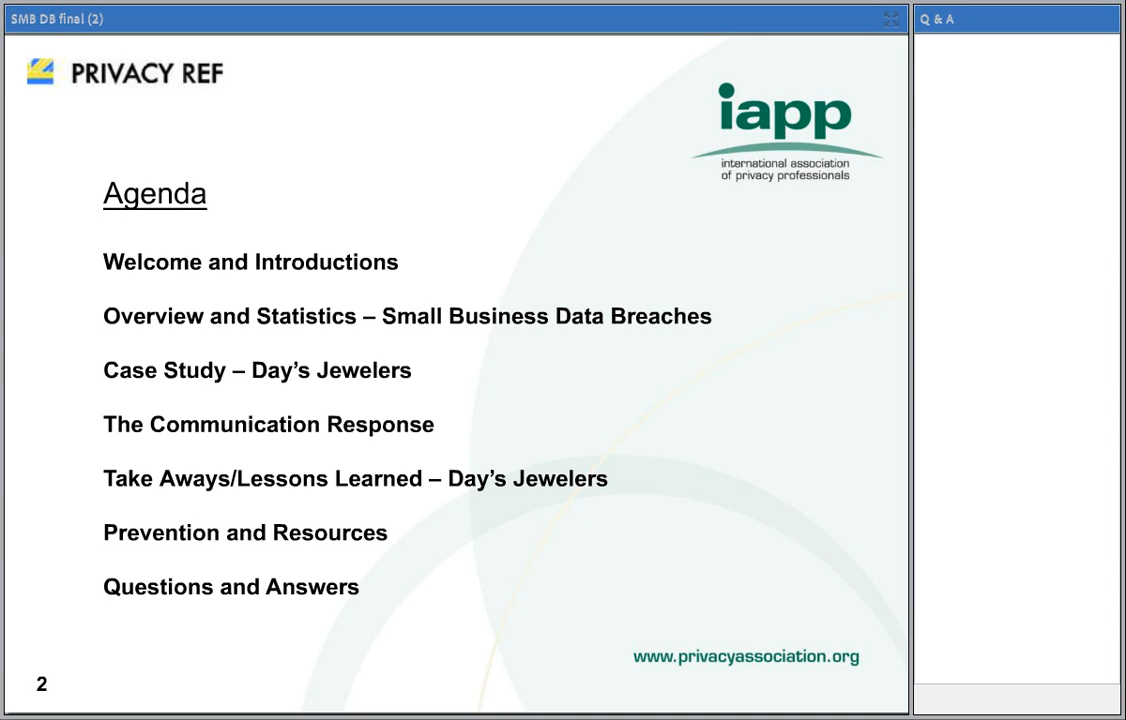 SMB DB final (2)
Q & A
PRIVACY REF
iapp
international association
of privacy professionals
Agenda
Welcome and Introductions
Overview and Statistics – Small Business Data Breaches
Case Study – Day’s Jewelers
The Communication Response
Take Aways/Lessons Learned – Day’s Jewelers
Prevention and Resources
Questions and Answers
www.privacyassociation.org
2